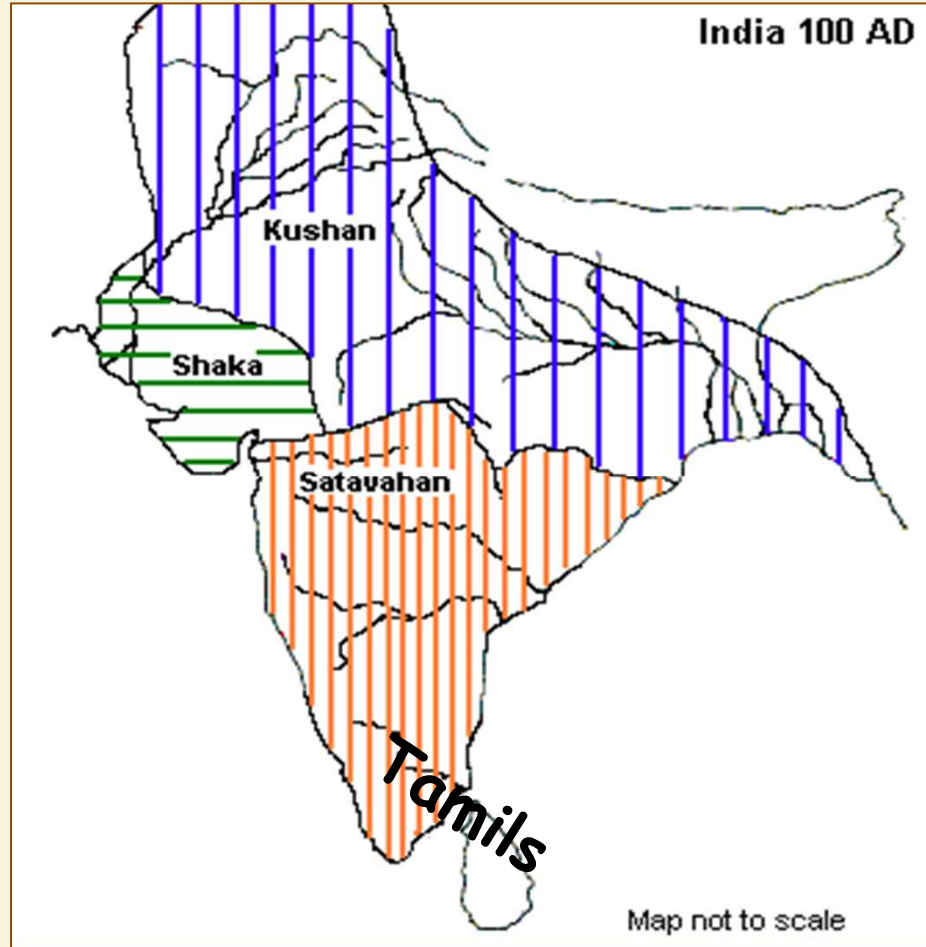 India 100 AD
Kushan
Shaka
Satavahan
Tamils
Map not to scale